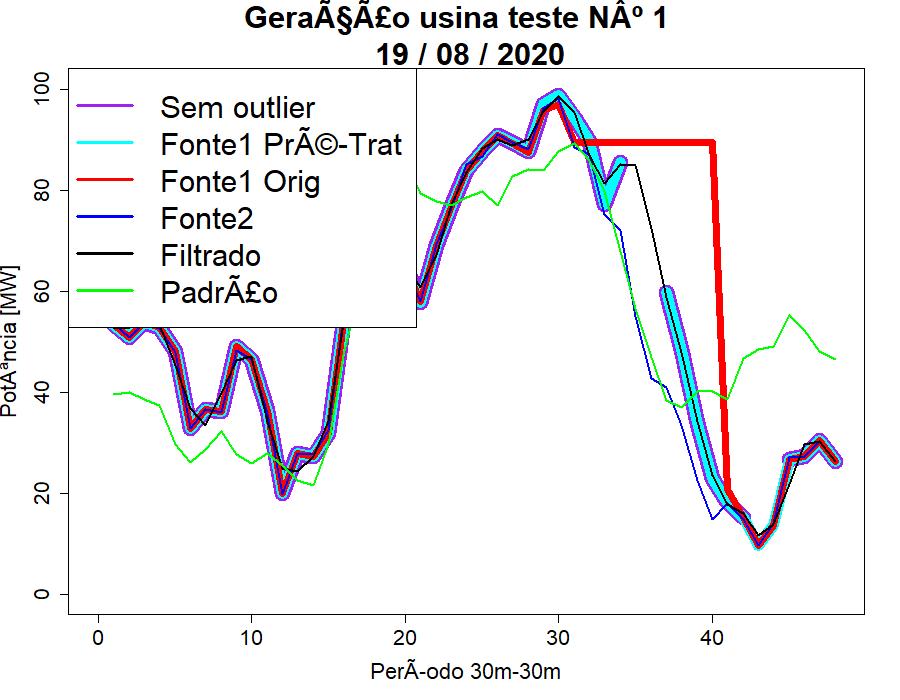 GeraÃ§Ã£o usina teste NÂº 1
19 / 08 / 2020
Sem outlier
Fonte1 PrÃ©-Trat
Fonte1 Orig
Fonte2
Filtrado
PadrÃ£o
PotÃªncia [MW]
100
80
60
40
20
0
0 10 20 30 40
PerÃ-odo 30m-30m